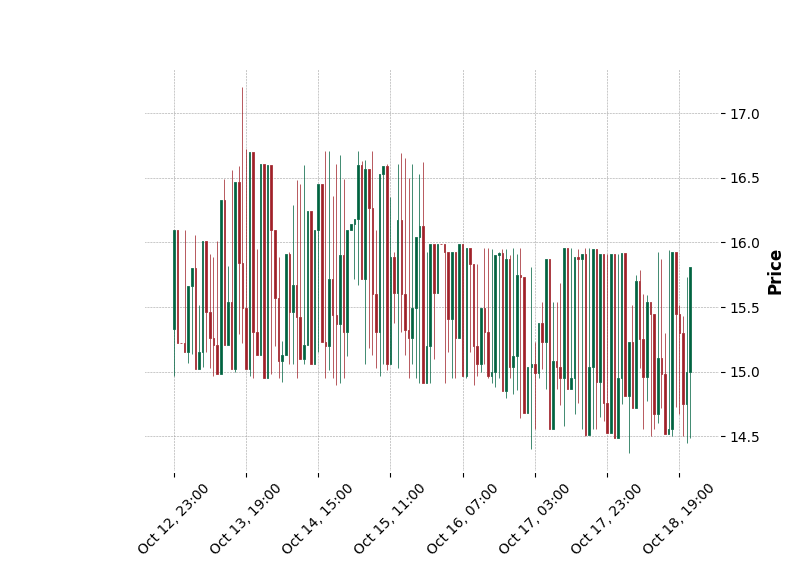 17.0
16.5
16.0
15.5
15.0
14.5
Price
Oct 12, 23:00
Oct 13, 19:00
Oct 14, 15:00
Oct 15, 11:00
Oct 16, 07:00
Oct 17, 03:00
Oct 17, 23:00
Oct 18, 19:00